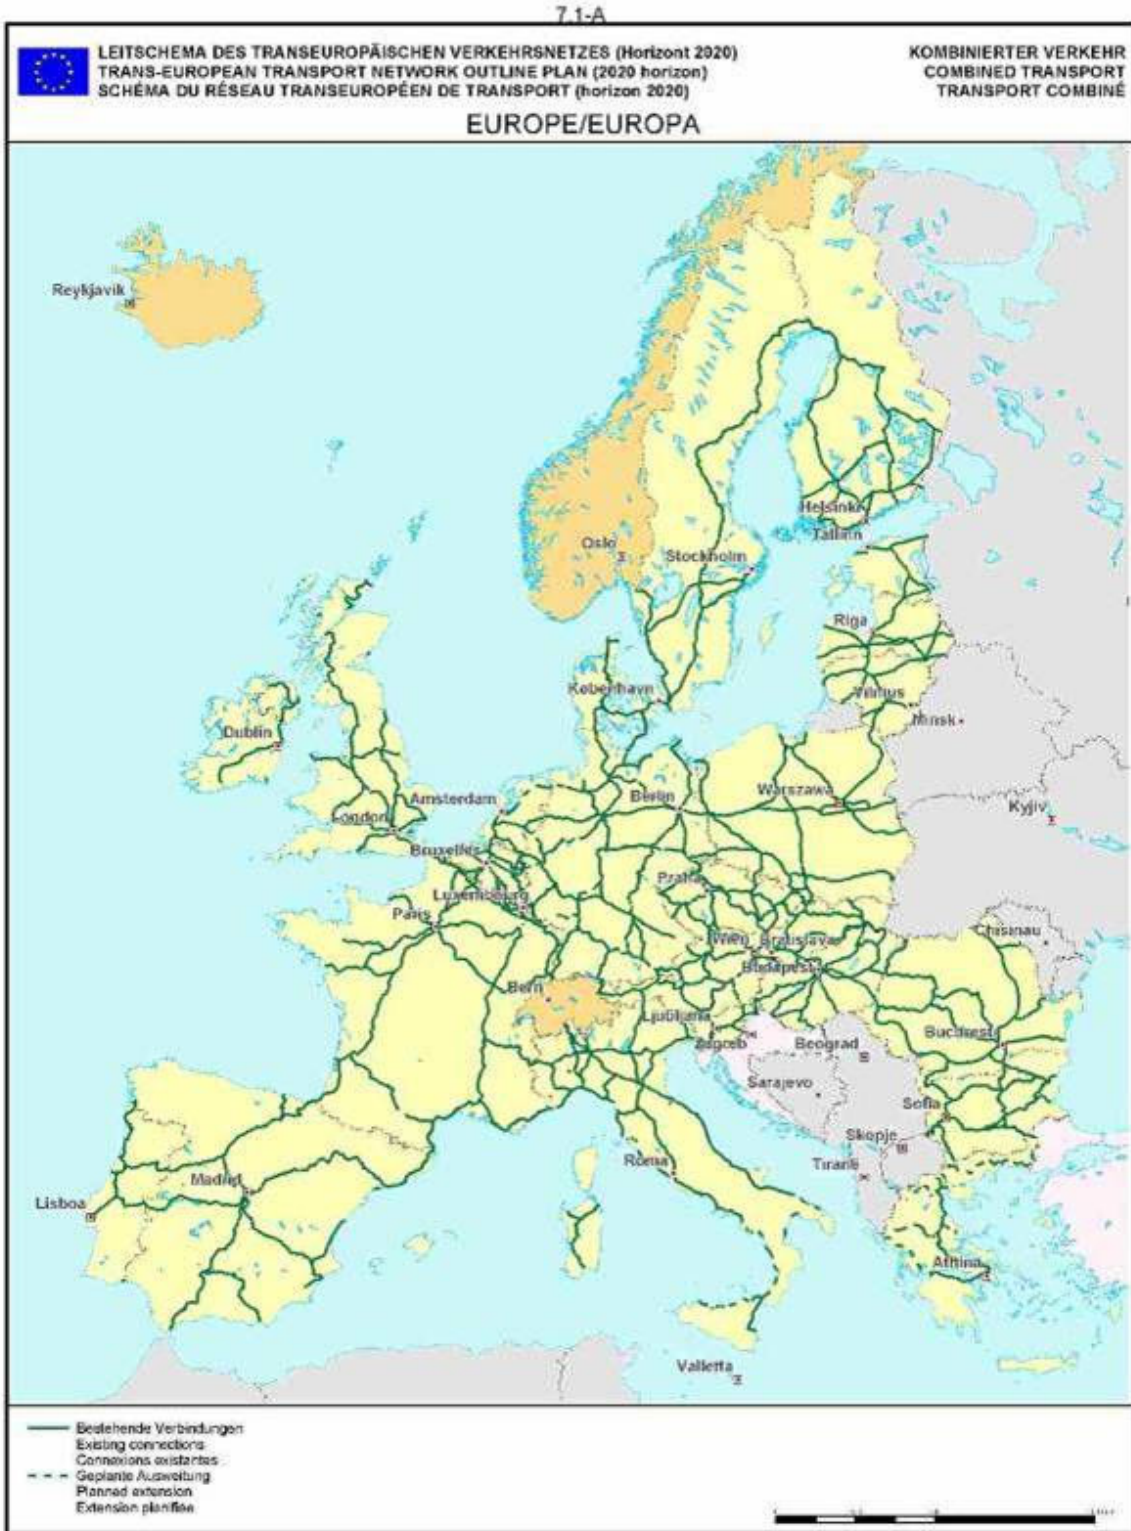 7.1-A
LEITSCHEMA DES TRANSEUROPÄISCHEN VERKEHRSNETZES (Horizont 2020)
TRANS-EUROPEAN TRANSPORT NETWORK OUTLINE PLAN (2020 horizon)
SCHÉMA DU RÉSEAU TRANSEUROPÉEN DE TRANSPORT (horizon 2020)
KOMBINIERTER VERKEHR
COMBINED TRANSPORT
TRANSPORT COMBINÉ
EUROPE/EUROPA
Reykjavik
Helsinki
Tallinn
Oslo
Stockholm
Riga
København
Vilnius
Minsk
Dublin
Amsterdam
Berlin
Warszawa
Kyjiv
London
Bruxelles
Praha
Luxembourg
Paris
Wien
Bratislava
Chisinau
Budapest
Bern
Ljubljana
Zagreb
Beograd
Bucuresti
Sarajevo
Sofia
Skopje
Roma
Tiranë
Madrid
Lisboa
Athina
Valletta
Bestehende Verbindungen
Existing connections
Connexions existantes
Geplante Ausweitung
Planned extension
Extension planifiée